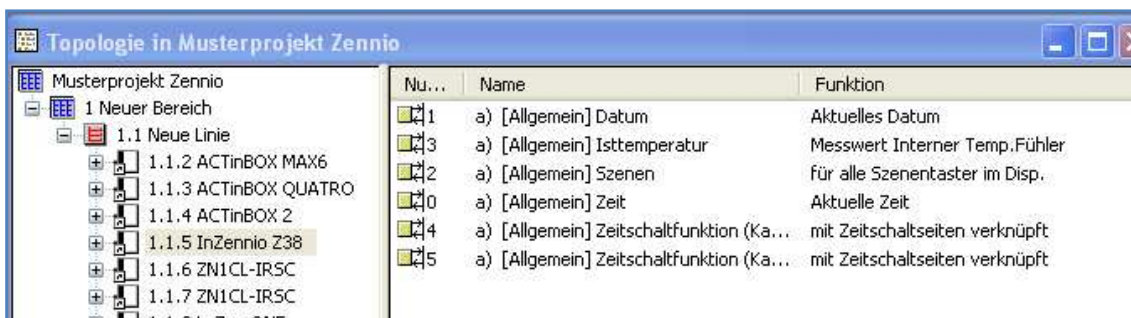 Topologie in Musterprojekt Zennio
Musterprojekt Zennio
1 Neuer Bereich
1.1 Neue Linie
1.1.2 ACTinBOX MAX6
1.1.3 ACTinBOX QUATRO
1.1.4 ACTinBOX 2
1.1.5 InZennio Z38
1.1.6 ZN1CL-IRSC
1.1.7 ZN1CL-IRSC
Nu... Name Funktion
1 a) [Allgemein] Datum Aktuelles Datum
3 a) [Allgemein] Isttemperatur Messwert Interner Temp.Fühler
2 a) [Allgemein] Szenen für alle Szenentaster im Disp.
0 a) [Allgemein] Zeit Aktuelle Zeit
4 a) [Allgemein] Zeitschaltfunktion (Ka... mit Zeitschaltseiten verknüpft
5 a) [Allgemein] Zeitschaltfunktion (Ka... mit Zeitschaltseiten verknüpft